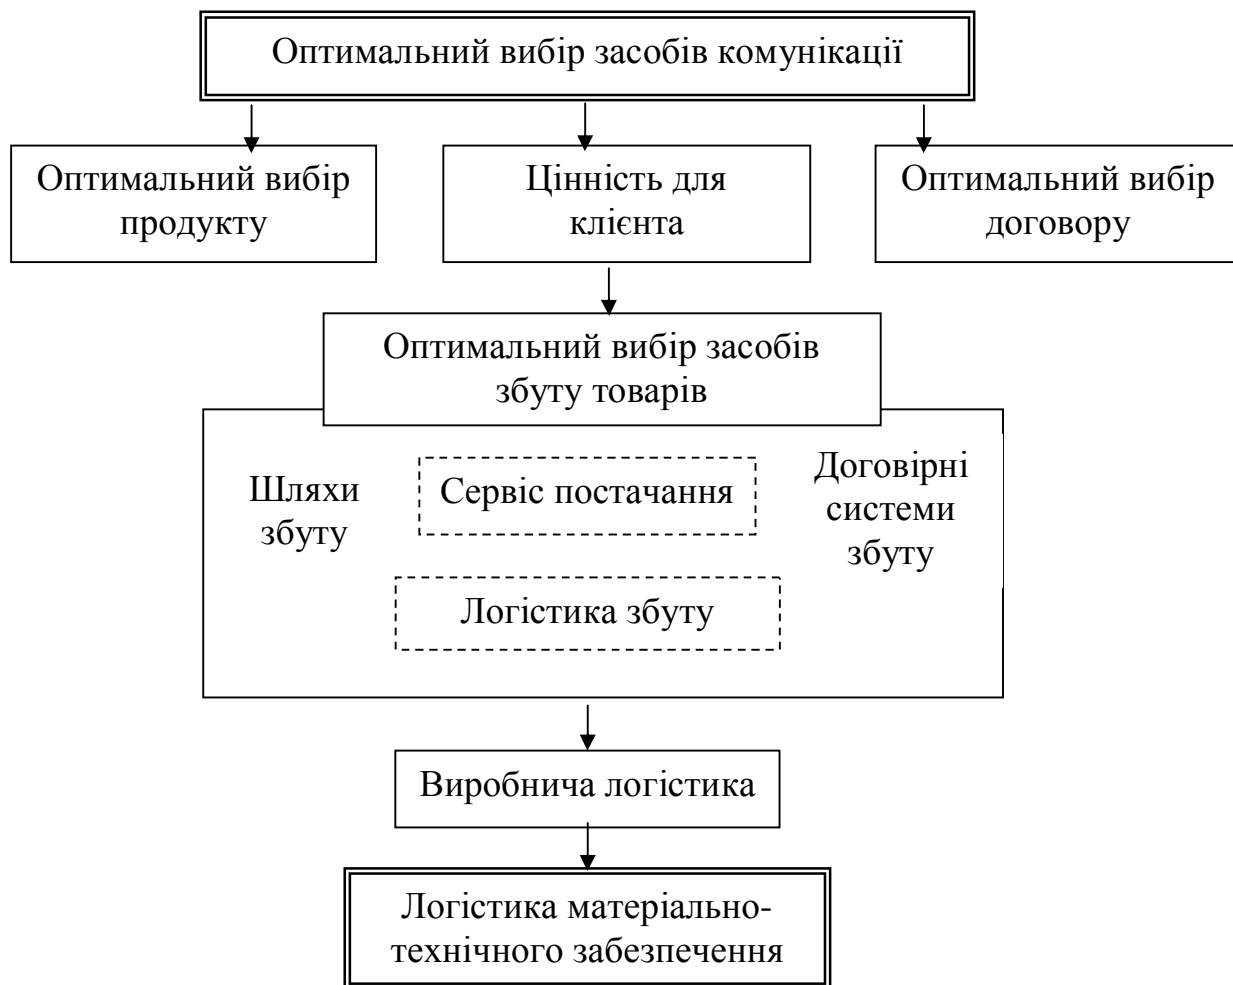 Оптимальний вибір засобів комунікації
Оптимальний вибір
продукту
Цінність для
клієнта
Оптимальний вибір
договору
Оптимальний вибір засобів
збуту товарів
Шляхи
збуту
Сервіс постачання
Договірні
системи
збуту
Логістика збуту
Виробнича логістика
Логістика матеріально-
технічного забезпечення